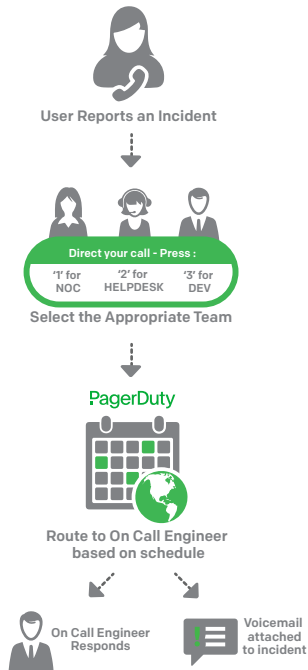 User Reports an Incident
Direct your call - Press :
'1' for
NOC
'2' for
HELPDESK
'3' for
DEV
Select the Appropriate Team
PagerDuty
Route to On Call Engineer
based on schedule
On Call Engineer
Responds
Voicemail
attached
to incident